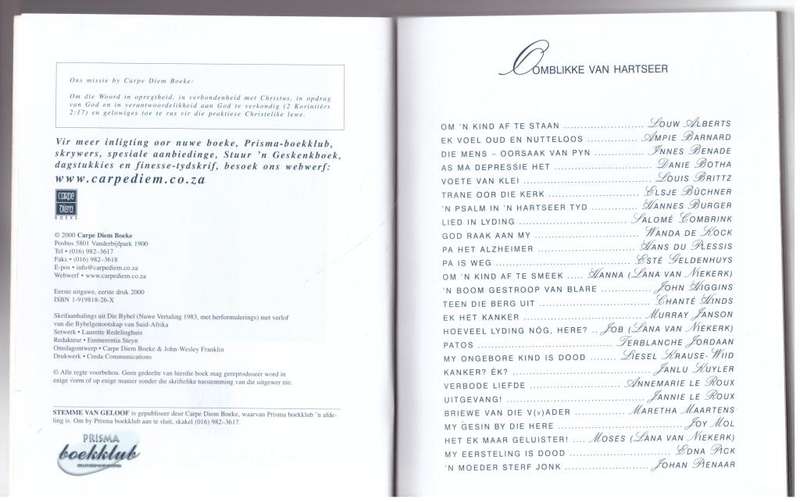 Ons missie by Carpe Diem Boeke:
Om die Woord in opregtheid, in verbondenheid met Christus, in opdrag
van God en in verantwoordelikheid aan God te verkondig (2 Korintiërs
2:17) en gelowiges toe te rus vir die praktiese Christelike lewe.
Vir meer inligting oor nuwe boeke, Prisma-boekklub,
skrywers, spesiale aanbiedinge, Stuur 'n Geskenkboek,
dagstukkies en finesse-tydskrif, besoek ons webwerf:
www.carpediem.co.za
CARPE
DIEM
BOEKE
© 2000 Carpe Diem Boeke
Posbus 5801 Vanderbijlpark 1900
Tel • (016) 982–3617
Faks • (016) 982–3618
E-pos • info@carpediem.co.za
Webwerf • www.carpediem.co.za
Eerste uitgawe, eerste druk 2000
ISBN 1-919818-26-X
Skrifaanhalings uit Die Bybel (Nuwe Vertaling 1983, met herformulerings) met verlof
van die Bybelgenootskap van Suid-Afrika
Setwerk • Laurette Redelinghuis
Redakteur • Emmerentia Steyn
Omslagontwerp • Carpe Diem Boeke & John-Wesley Franklin
Drukwerk • Creda Communications
© Alle regte voorbehou. Geen gedeelte van hierdie boek mag gereproduseer word in
enige vorm of op enige manier sonder die skriftelike toestemming van die uitgewer nie.
STEMME VAN GELOOF is gepubliseer deur Carpe Diem Boeke, waarvan Prisma boekklub 'n afde-
ling is. Om by Prisma boekklub aan te sluit, skakel (016) 982–3617.
PRISMA
boekklub
OOMBLIKKE VAN HARTSEER
OM 'N KIND AF TE STAAN ........................ LOUW ALBERTS
EK VOEL OUD EN NUTTELOOS .................... AMPIE BARNARD
DIE MENS – OORSAAK VAN PYN ............... INNES BENADE
AS MA DEPRESSIE HET ............................. DANIE BOTHA
VOETE VAN KLEI ..................................... LOUIS BRITTZ
TRANE OOR DIE KERK ............................. ELSJE BÜCHNER
'N PSALM IN 'N HARTSEER TYD ................. HANNES BURGER
LIED IN LYDING .................................. SALOMÉ COMBRINK
GOD RAAK AAN MY ............................... WANDA DE KOCK
PA HET ALZHEIMER .............................. HANS DU PLESSIS
PA IS WEG ........................................ ESTÉ GELDENHUYS
OM 'N KIND AF TE SMEEK ..... HANNA (LANA VAN NIEKERK)
'N BOOM GESTROOP VAN BLARE .................. JOHN HIGGINS
TEEN DIE BERG UIT ................................ CHANTÉ HINDS
EK HET KANKER ................................... MURRAY JANSON
HOEVEEL LYDING NÓG, HERE? .. JOB (LANA VAN NIEKERK)
PATOS ........................................ TERBLANCHE JORDAAN
MY ONGEBORE KIND IS DOOD ........ LIESEL KRAUSE-WIID
KANKER? ÉK? ....................................... JANLU KUYLER
VERBODE LIEFDE ............................ ANNEMARIE LE ROUX
UITGEVANG! ....................................... JANNIE LE ROUX
BRIEWE VAN DIE V(V)ADER .................. MARETHA MAARTENS
MY GESIN BY DIE HERE ................................ JOY MOL
HET EK MAAR GELUISTER! .... MOSES (LANA VAN NIEKERK)
MY EERSTELING IS DOOD ............................ EDNA PICK
'N MOEDER STERF JONK ......................... JOHAN PIENAAR